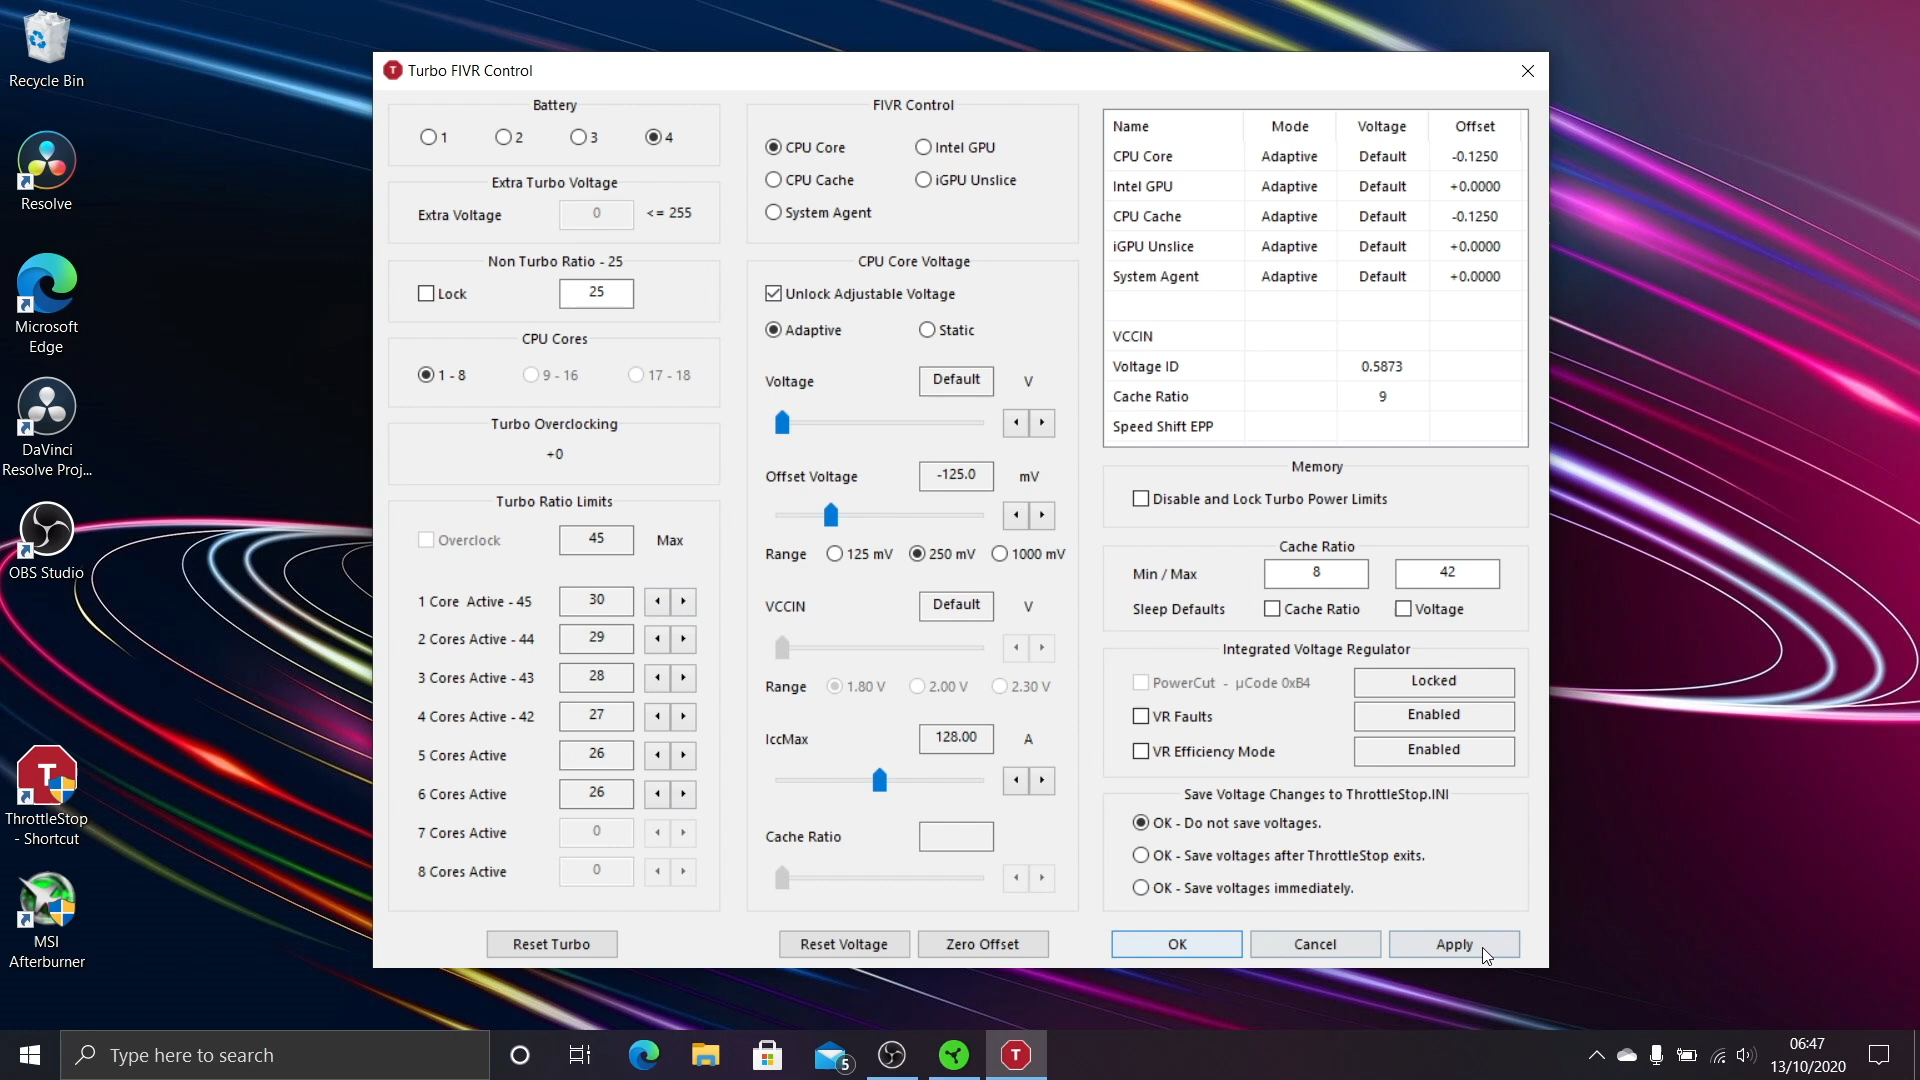 Recycle Bin
Resolve
Microsoft
Edge
DaVinci
Resolve Proj...
OBS Studio
ThrottleStop
- Shortcut
MSI
Afterburner
Turbo FIVR Control
Battery
1 2 3 4
Extra Turbo Voltage
Extra Voltage 0 <= 255
Non Turbo Ratio - 25
Lock 25
CPU Cores
1 - 8 9 - 16 17 - 18
Turbo Overclocking
+0
Turbo Ratio Limits
Overclock 45 Max
1 Core Active - 45 30
2 Cores Active - 44 29
3 Cores Active - 43 28
4 Cores Active - 42 27
5 Cores Active 26
6 Cores Active 26
7 Cores Active 0
8 Cores Active 0
Reset Turbo
FIVR Control
CPU Core Intel GPU
CPU Cache iGPU Unslice
System Agent
CPU Core Voltage
Unlock Adjustable Voltage
Adaptive Static
Voltage Default V
Offset Voltage -125.0 mV
Range 125 mV 250 mV 1000 mV
VCCIN Default V
Range 1.80 V 2.00 V 2.30 V
IccMax 128.00 A
Cache Ratio
Reset Voltage Zero Offset
Name Mode Voltage Offset
CPU Core Adaptive Default -0.1250
Intel GPU Adaptive Default +0.0000
CPU Cache Adaptive Default -0.1250
iGPU Unslice Adaptive Default +0.0000
System Agent Adaptive Default +0.0000
VCCIN
Voltage ID 0.5873
Cache Ratio 9
Speed Shift EPP
Memory
Disable and Lock Turbo Power Limits
Cache Ratio
Min / Max 8 42
Sleep Defaults Cache Ratio Voltage
Integrated Voltage Regulator
PowerCut - µCode 0xB4 Locked
VR Faults Enabled
VR Efficiency Mode Enabled
Save Voltage Changes to ThrottleStop.INI
OK - Do not save voltages.
OK - Save voltages after ThrottleStop exits.
OK - Save voltages immediately.
OK Cancel Apply
Type here to search
5
06:47
13/10/2020